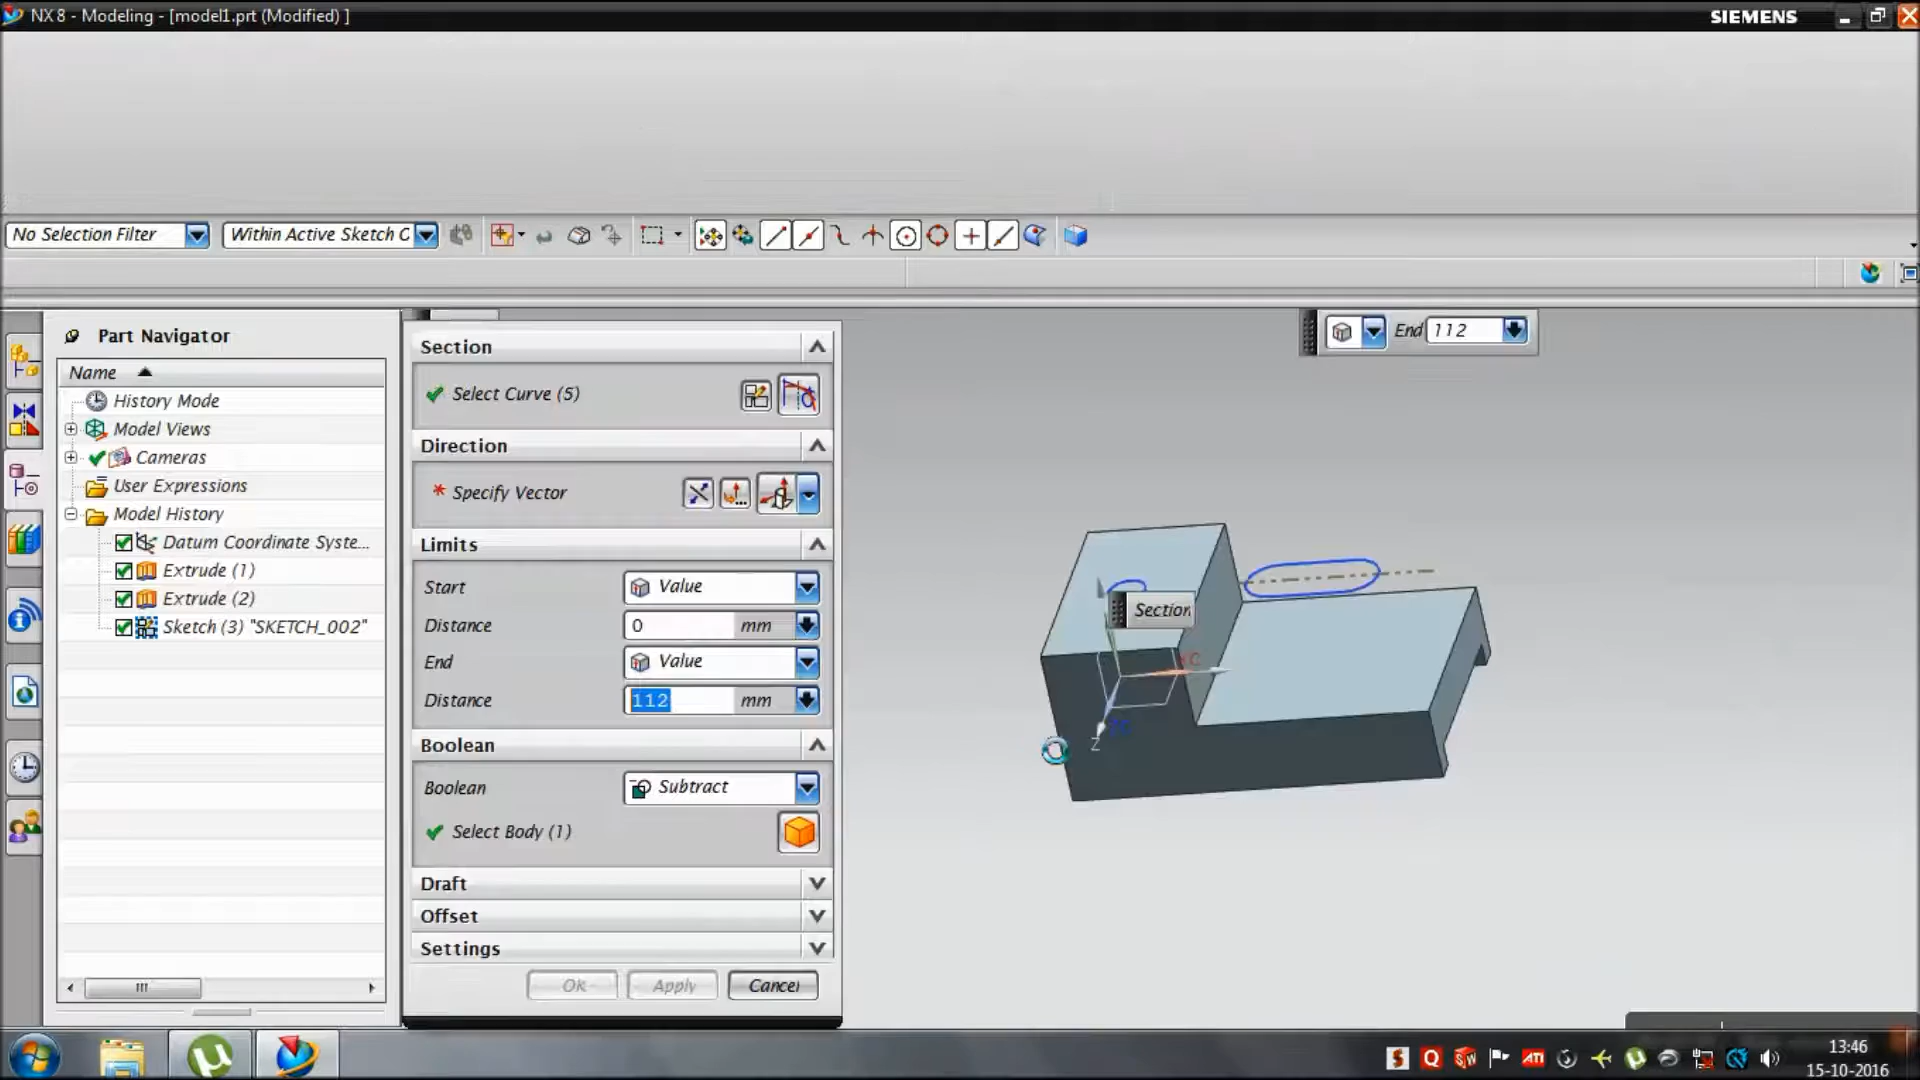 NX 8 - Modeling - [model1.prt (Modified) ]
SIEMENS
No Selection Filter
Within Active Sketch O
Part Navigator
Name
History Mode
Model Views
Cameras
User Expressions
Model History
Datum Coordinate Syste...
Extrude (1)
Extrude (2)
Sketch (3) "SKETCH_002"
Section
Select Curve (5)
Direction
* Specify Vector
Limits
Start
Value
Distance
0 mm
End
Value
Distance
112 mm
Boolean
Boolean
Subtract
Select Body (1)
Draft
Offset
Settings
Ok
Apply
Cancel
End 112
Section
XC
Z
ATI
13:46
15-10-2016